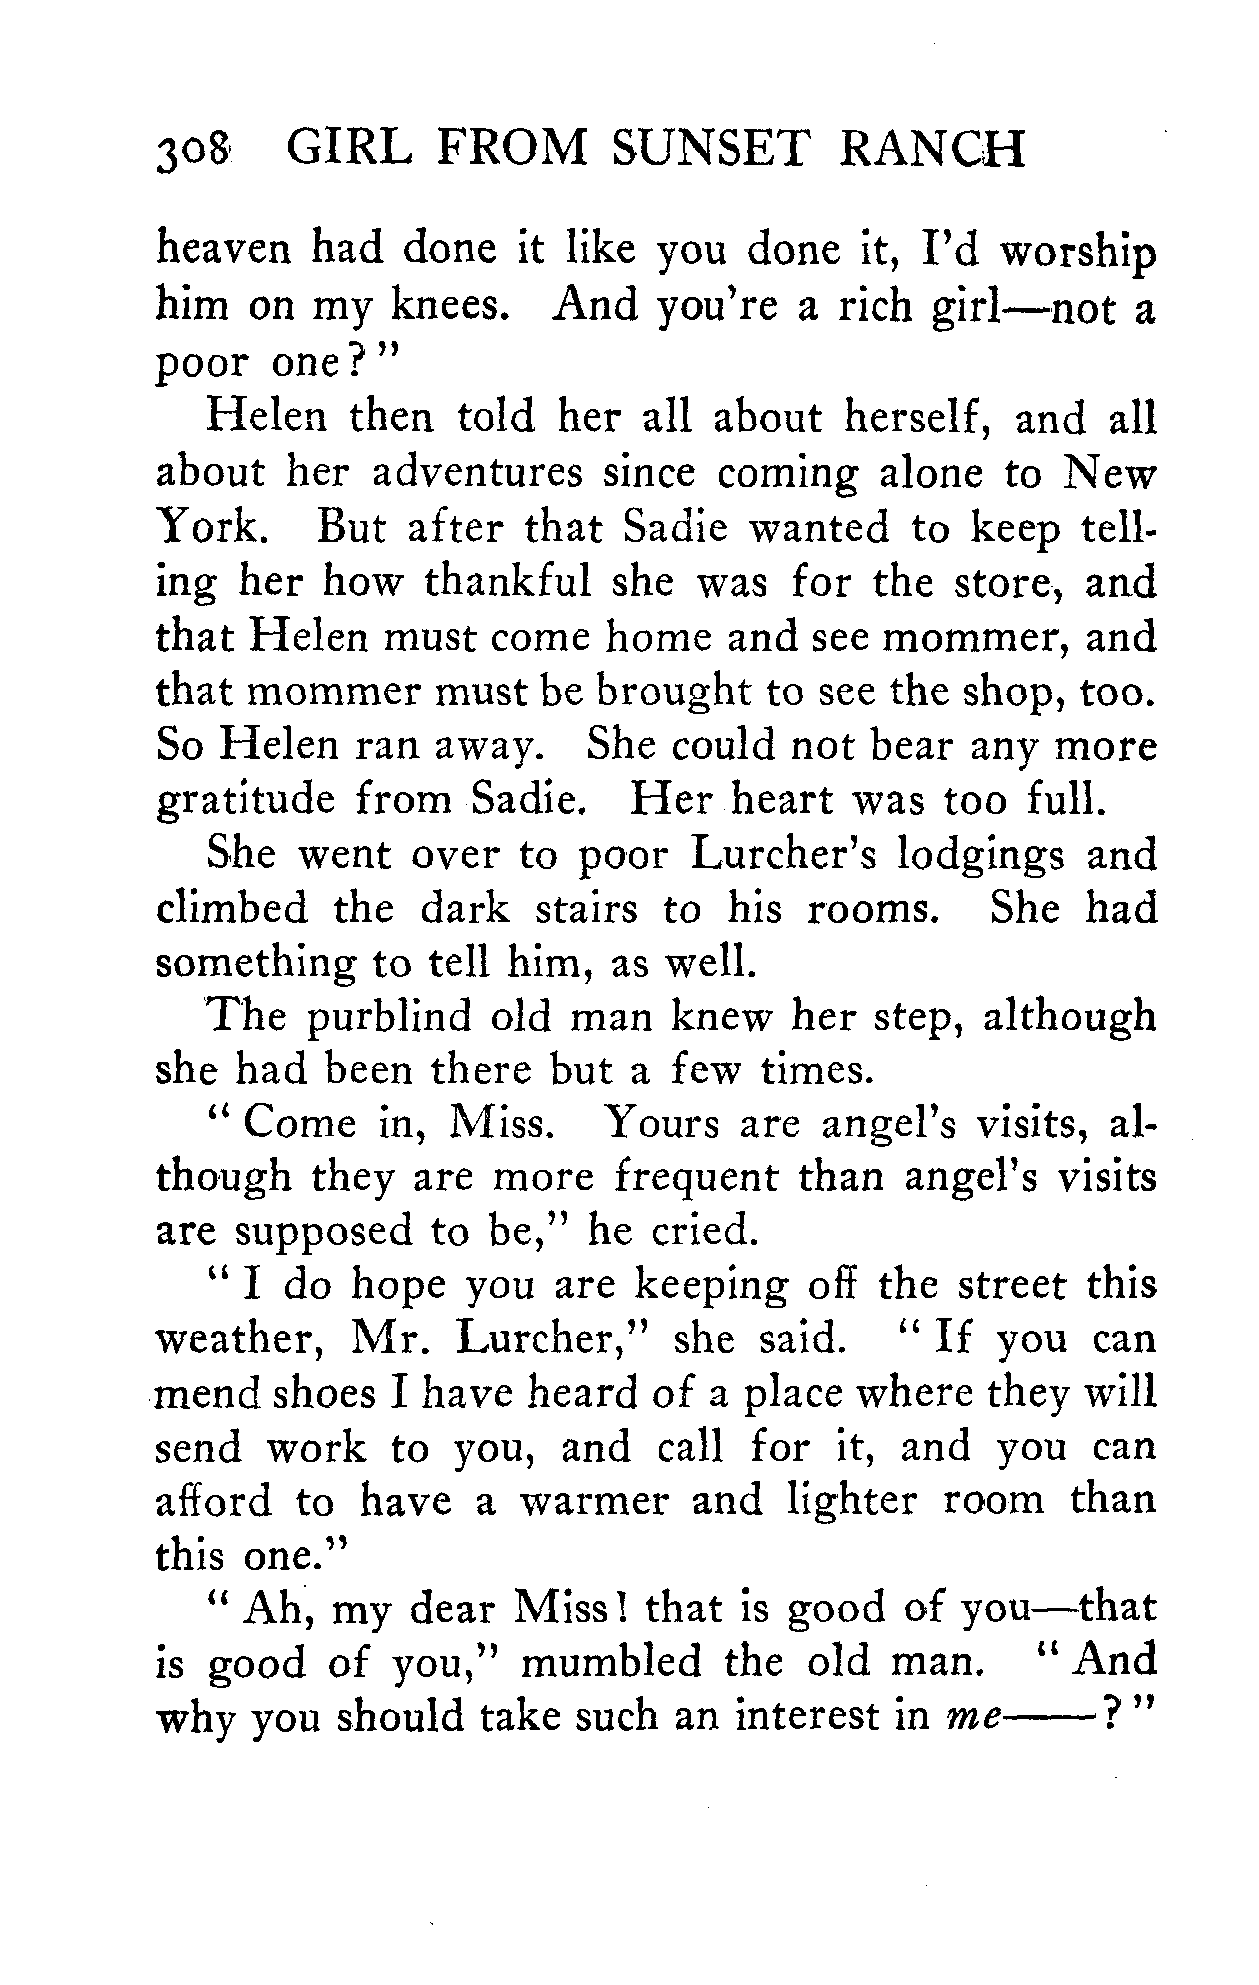 308 GIRL FROM SUNSET RANCH
heaven had done it like you done it, I'd worship
him on my knees. And you're a rich girl—not a
poor one?"
Helen then told her all about herself, and all
about her adventures since coming alone to New
York. But after that Sadie wanted to keep tell-
ing her how thankful she was for the store, and
that Helen must come home and see mommer, and
that mommer must be brought to see the shop, too.
So Helen ran away. She could not bear any more
gratitude from Sadie. Her heart was too full.
She went over to poor Lurcher's lodgings and
climbed the dark stairs to his rooms. She had
something to tell him, as well.
The purblind old man knew her step, although
she had been there but a few times.
"Come in, Miss. Yours are angel's visits, al-
though they are more frequent than angel's visits
are supposed to be," he cried.
"I do hope you are keeping off the street this
weather, Mr. Lurcher," she said. "If you can
mend shoes I have heard of a place where they will
send work to you, and call for it, and you can
afford to have a warmer and lighter room than
this one."
"Ah, my dear Miss! that is good of you—that
is good of you," mumbled the old man. "And
why you should take such an interest in me——?"